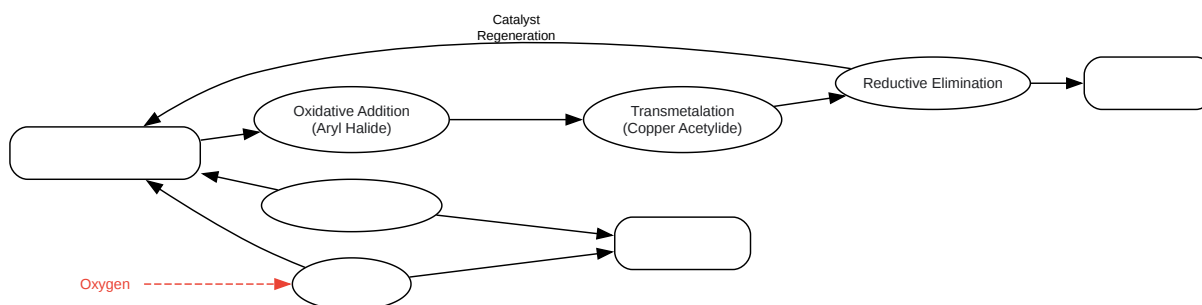 Catalyst
Regeneration
Oxidative Addition
(Aryl Halide)
Transmetalation
(Copper Acetylide)
Reductive Elimination
Oxygen